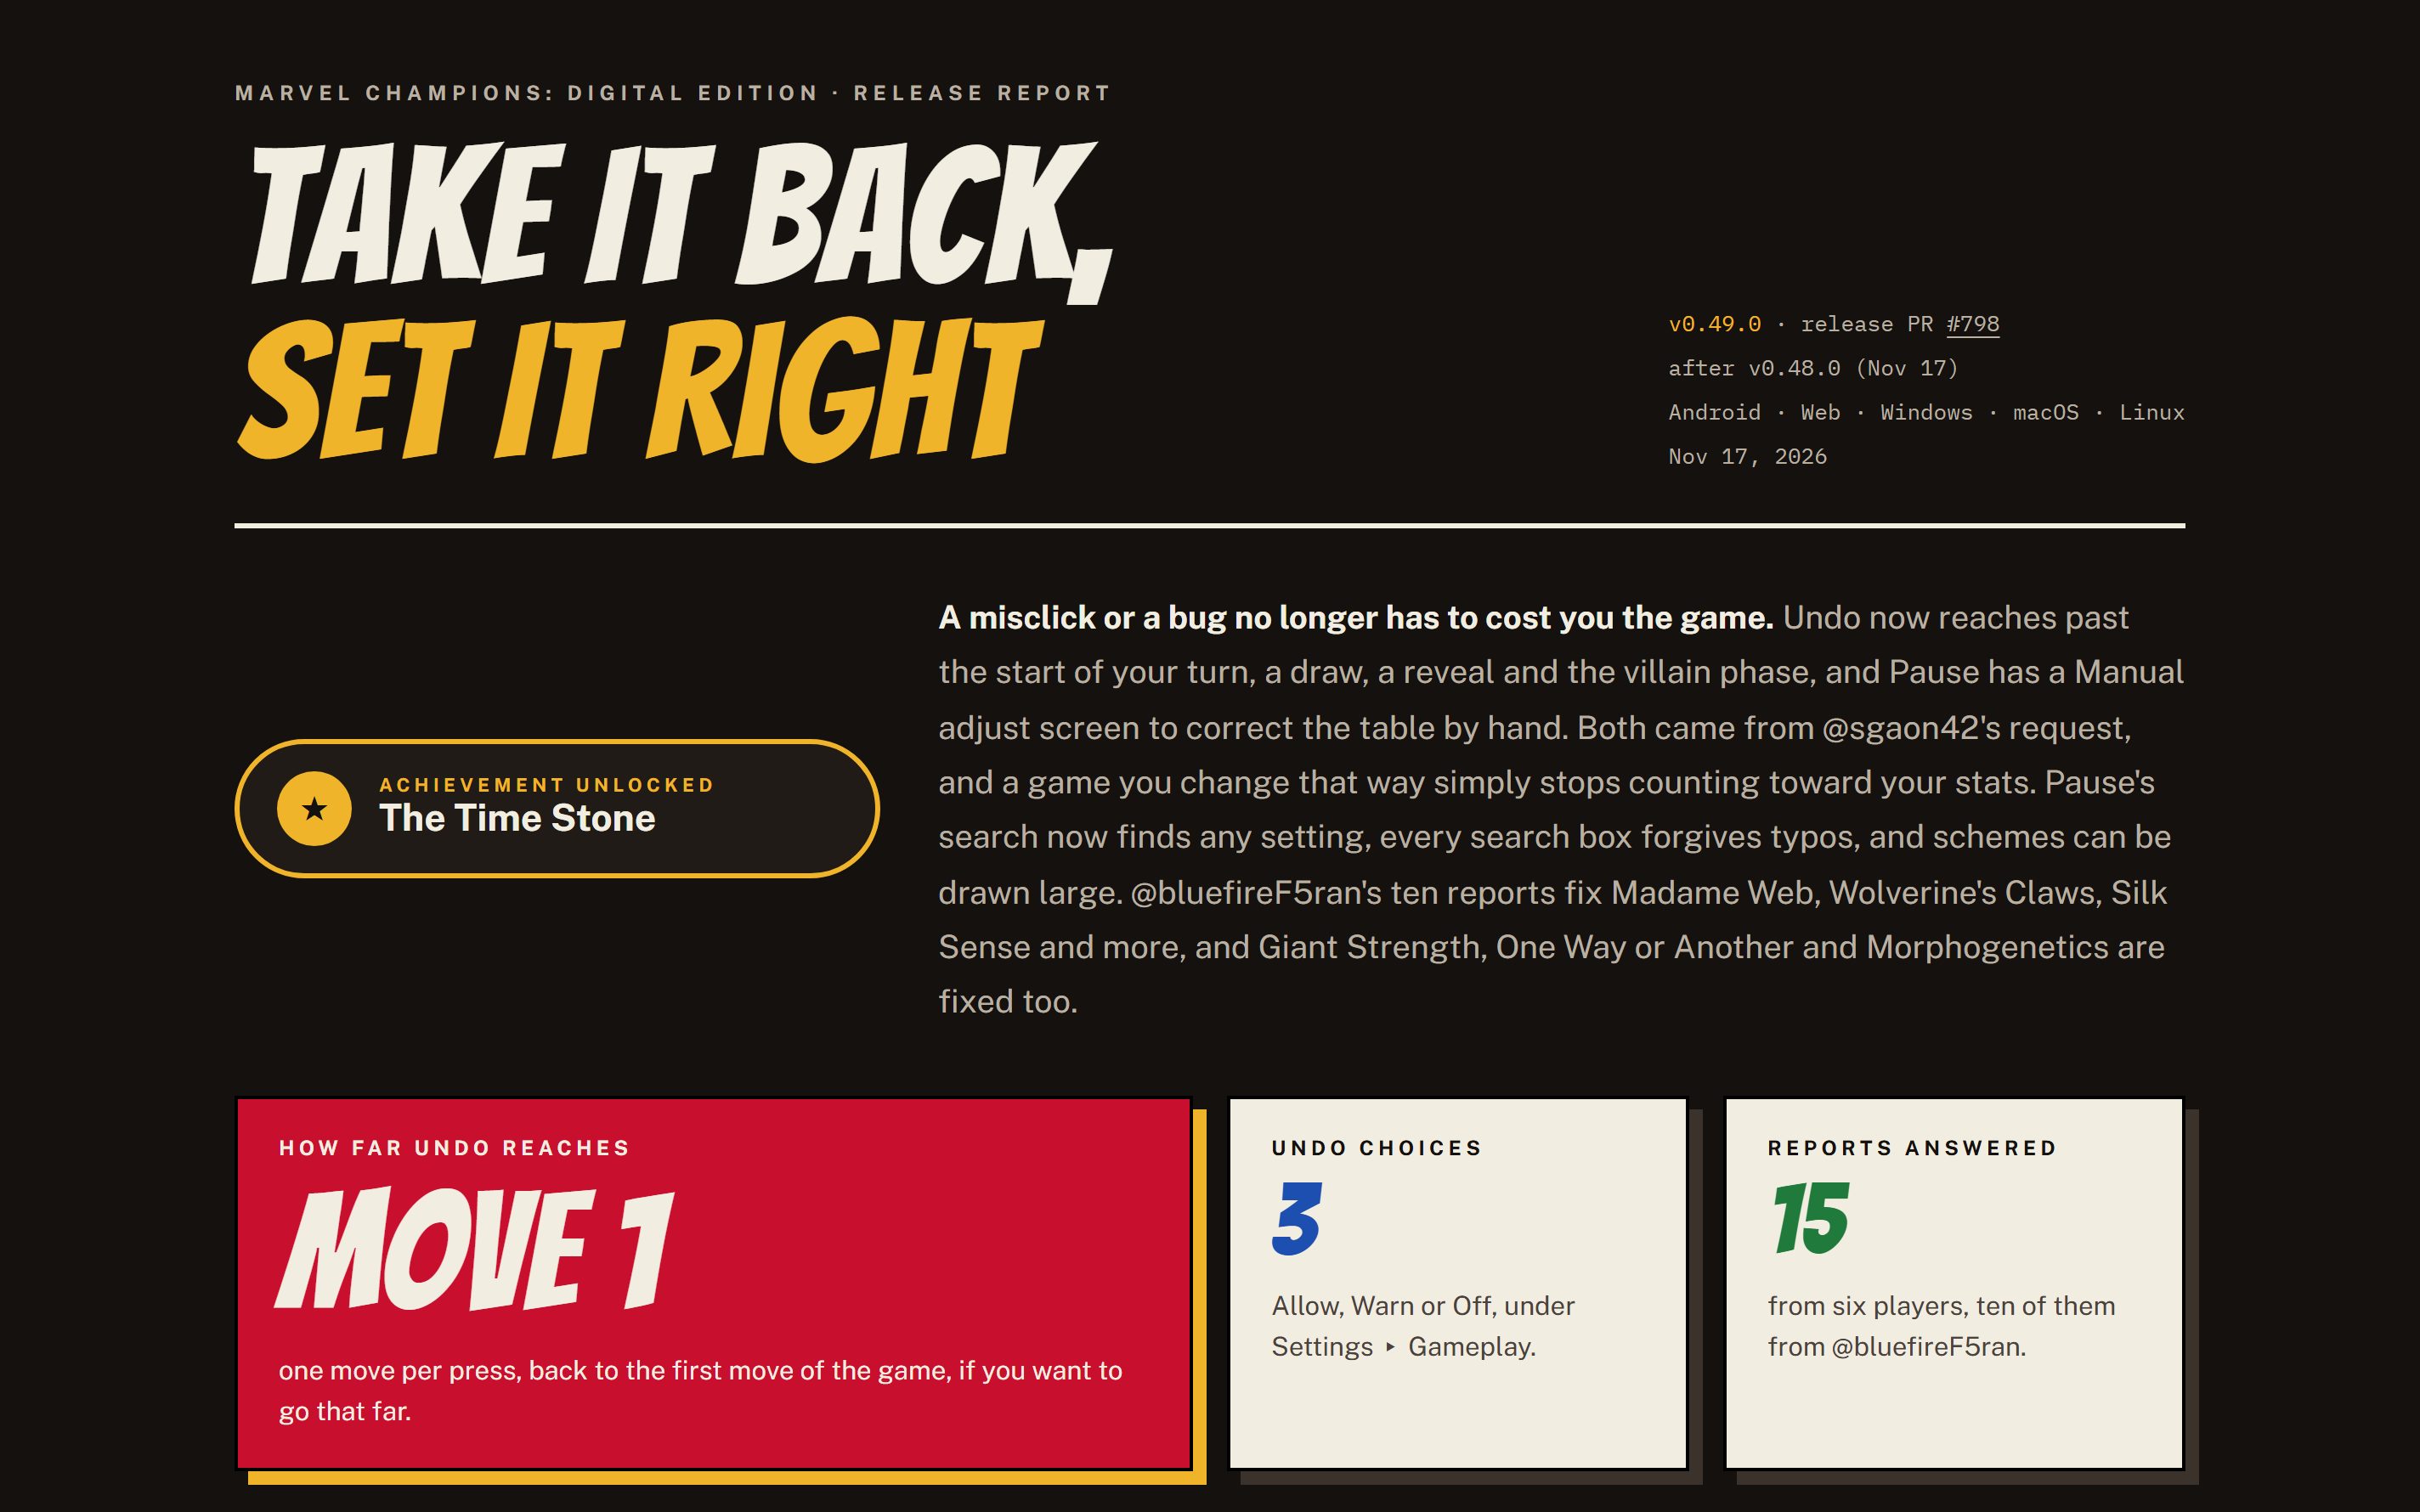 MARVEL CHAMPIONS: DIGITAL EDITION · RELEASE REPORT
TAKE IT BACK,
SET IT RIGHT
v0.49.0 · release PR #798
after v0.48.0 (Nov 17)
Android · Web · Windows · macOS · Linux
Nov 17, 2026
ACHIEVEMENT UNLOCKED
The Time Stone
A misclick or a bug no longer has to cost you the game. Undo now reaches past
the start of your turn, a draw, a reveal and the villain phase, and Pause has a Manual
adjust screen to correct the table by hand. Both came from @sgaon42's request,
and a game you change that way simply stops counting toward your stats. Pause's
search now finds any setting, every search box forgives typos, and schemes can be
drawn large. @bluefireF5ran's ten reports fix Madame Web, Wolverine's Claws, Silk
Sense and more, and Giant Strength, One Way or Another and Morphogenetics are
fixed too.
HOW FAR UNDO REACHES
MOVE 1
one move per press, back to the first move of the game, if you want to
go that far.
UNDO CHOICES
3
Allow, Warn or Off, under
Settings ‣ Gameplay.
REPORTS ANSWERED
15
from six players, ten of them
from @bluefireF5ran.